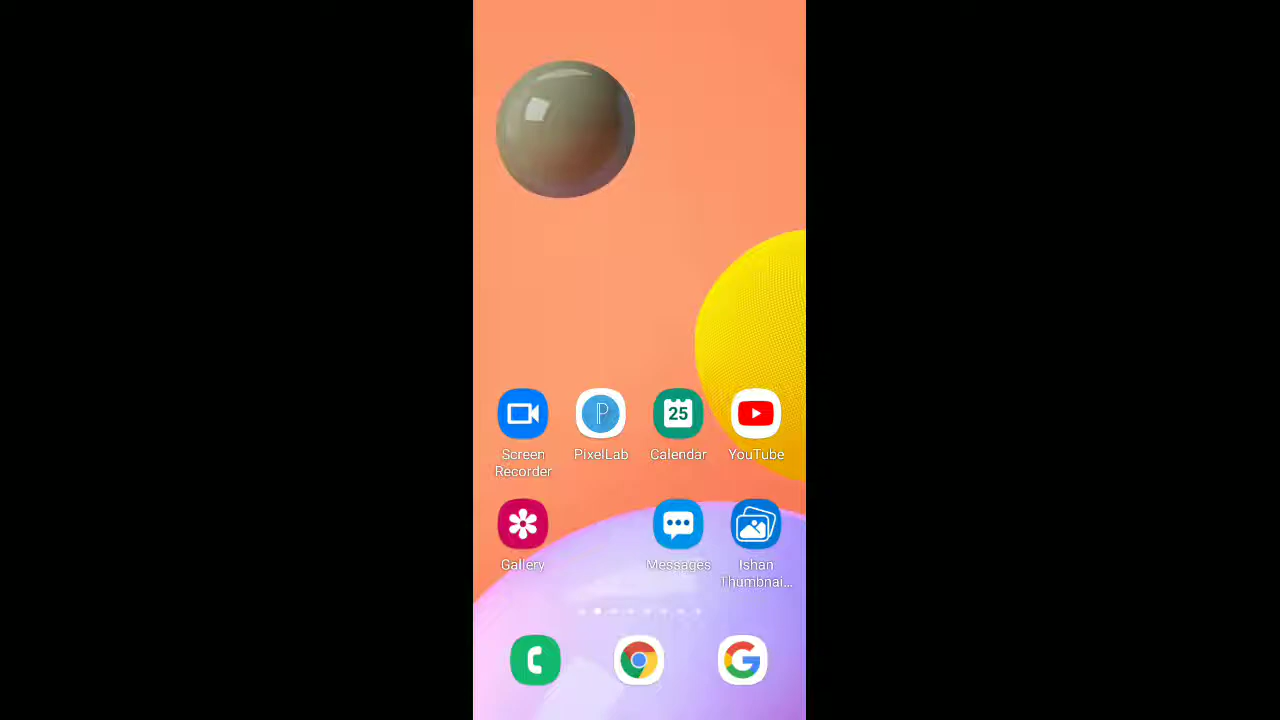 25
Screen
Recorder
PixelLab
Calendar
YouTube
Gallery
Messages
Ishan
Thumbnai...